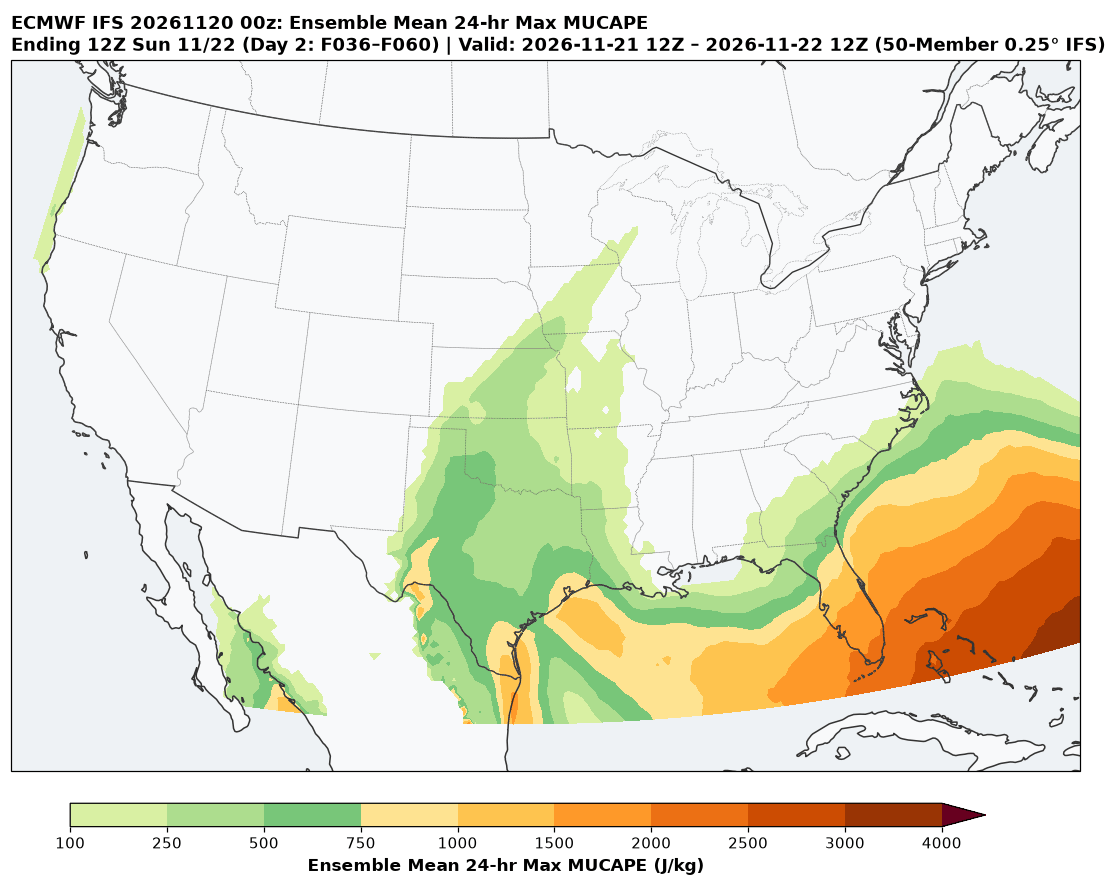 ECMWF IFS 20261120 00z: Ensemble Mean 24-hr Max MUCAPE
Ending 12Z Sun 11/22 (Day 2: F036–F060) | Valid: 2026-11-21 12Z – 2026-11-22 12Z (50-Member 0.25° IFS)
100 250 500 750 1000 1500 2000 2500 3000 4000
Ensemble Mean 24-hr Max MUCAPE (J/kg)